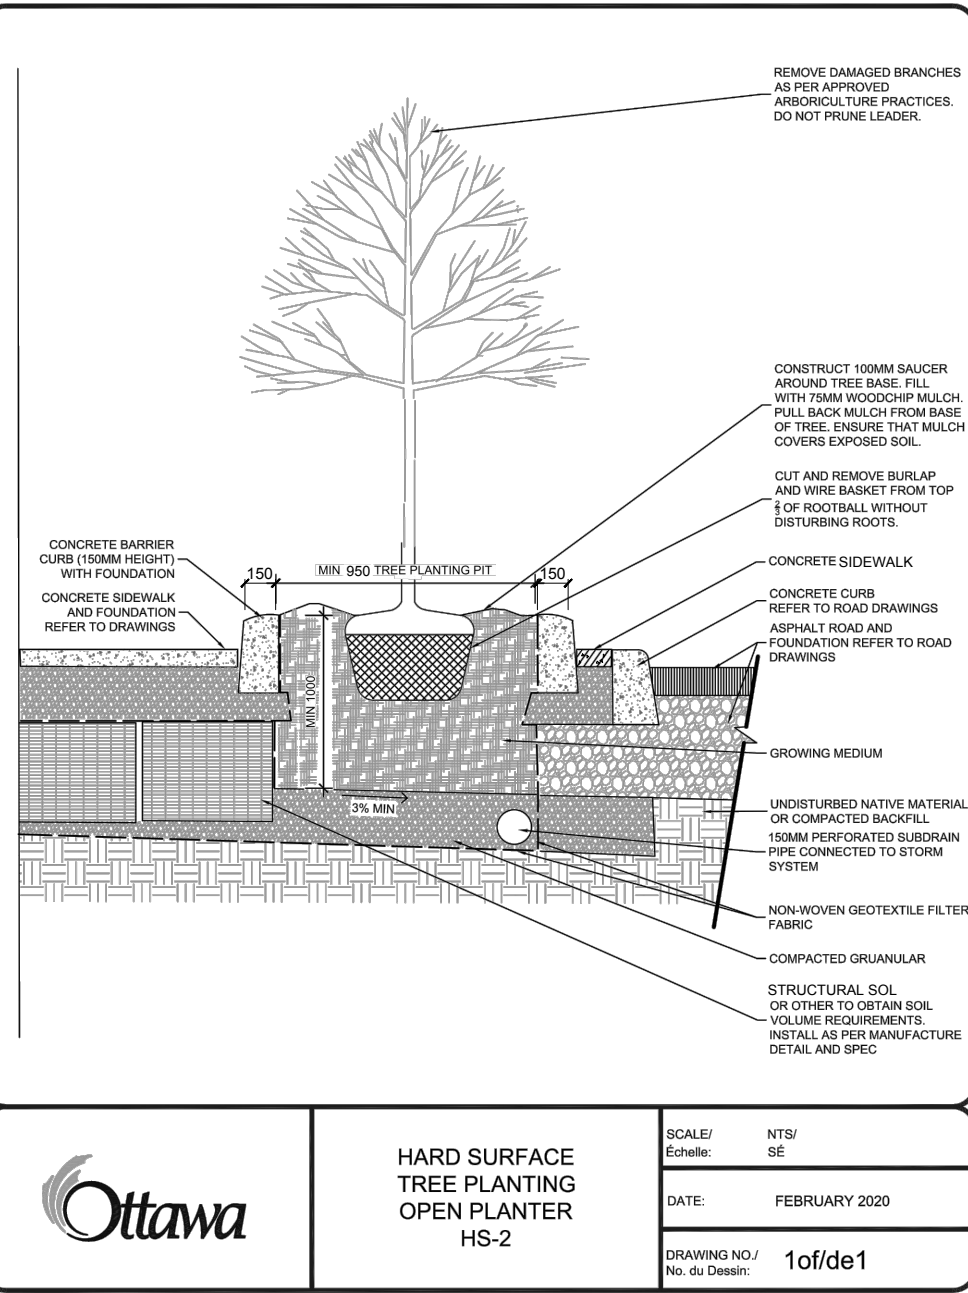 REMOVE DAMAGED BRANCHES
AS PER APPROVED
ARBORICULTURE PRACTICES.
DO NOT PRUNE LEADER.
CONSTRUCT 100MM SAUCER
AROUND TREE BASE. FILL
WITH 75MM WOODCHIP MULCH.
PULL BACK MULCH FROM BASE
OF TREE. ENSURE THAT MULCH
COVERS EXPOSED SOIL.
CUT AND REMOVE BURLAP
AND WIRE BASKET FROM TOP
2/3 OF ROOTBALL WITHOUT
DISTURBING ROOTS.
CONCRETE BARRIER
CURB (150MM HEIGHT)
WITH FOUNDATION
CONCRETE SIDEWALK
AND FOUNDATION
REFER TO DRAWINGS
150
MIN 950 TREE PLANTING PIT
150
CONCRETE SIDEWALK
CONCRETE CURB
REFER TO ROAD DRAWINGS
ASPHALT ROAD AND
FOUNDATION REFER TO ROAD
DRAWINGS
MIN 1000
3% MIN
GROWING MEDIUM
UNDISTURBED NATIVE MATERIAL
OR COMPACTED BACKFILL
150MM PERFORATED SUBDRAIN
PIPE CONNECTED TO STORM
SYSTEM
NON-WOVEN GEOTEXTILE FILTER
FABRIC
COMPACTED GRUANULAR
STRUCTURAL SOL
OR OTHER TO OBTAIN SOIL
VOLUME REQUIREMENTS.
INSTALL AS PER MANUFACTURE
DETAIL AND SPEC
Ottawa
HARD SURFACE
TREE PLANTING
OPEN PLANTER
HS-2
SCALE/ NTS/
Échelle: SÉ
DATE: FEBRUARY 2020
DRAWING NO./
No. du Dessin: 1of/de1